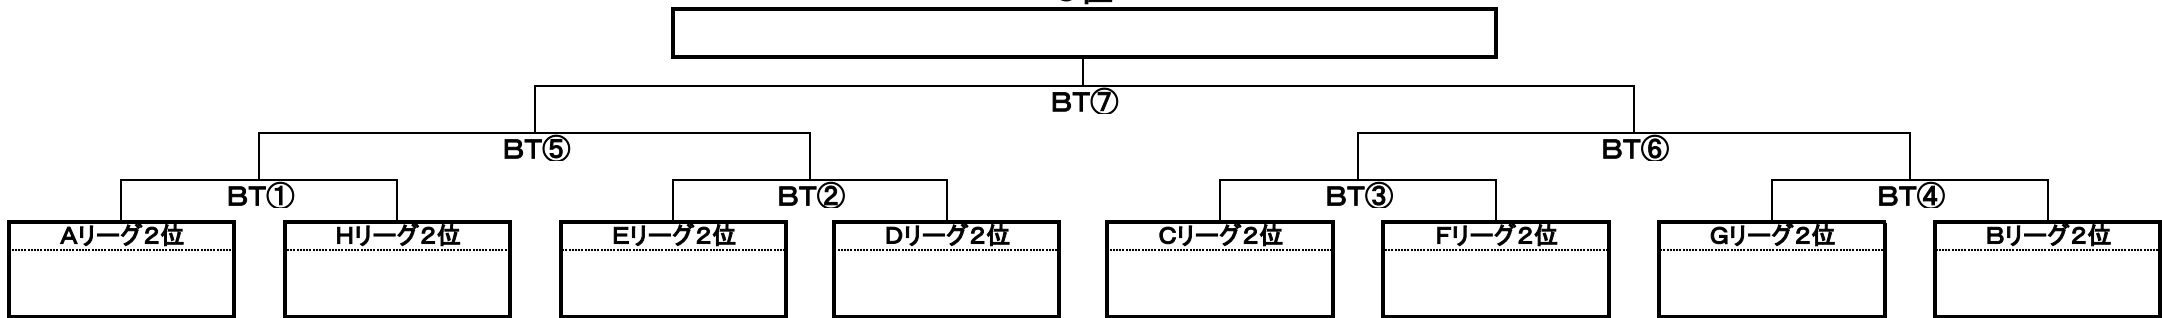 BT⑦
BT⑤ BT⑥
BT① BT② BT③ BT④
Aリーグ2位 Hリーグ2位 Eリーグ2位 Dリーグ2位 Cリーグ2位 Fリーグ2位 Gリーグ2位 Bリーグ2位